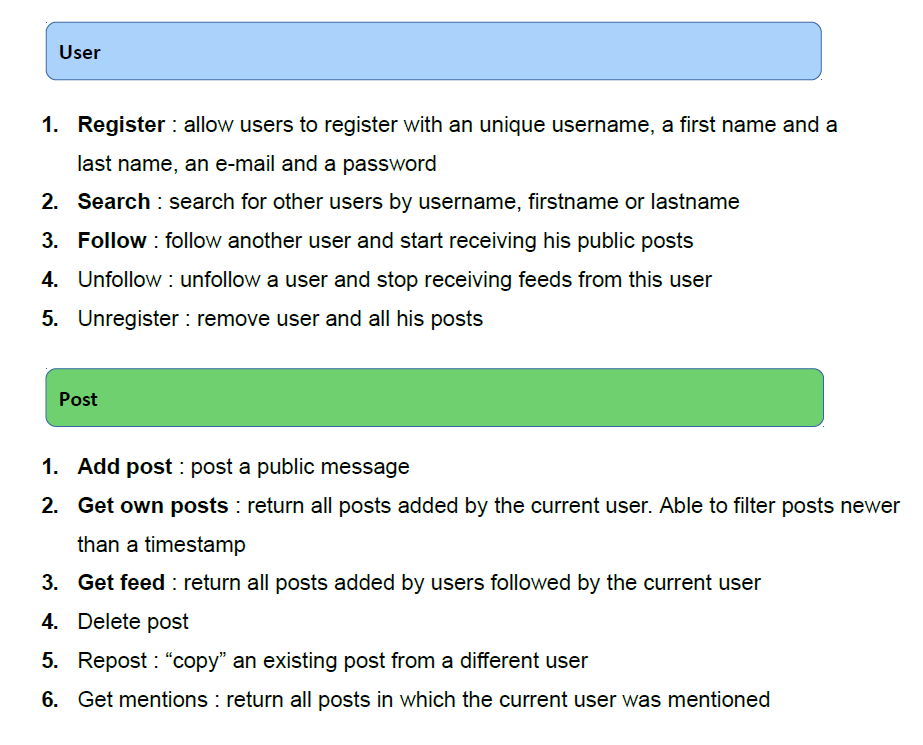 User
1. Register : allow users to register with an unique username, a first name and a
last name, an e-mail and a password
2. Search : search for other users by username, firstname or lastname
3. Follow : follow another user and start receiving his public posts
4. Unfollow : unfollow a user and stop receiving feeds from this user
5. Unregister : remove user and all his posts
Post
1. Add post : post a public message
2. Get own posts : return all posts added by the current user. Able to filter posts newer
than a timestamp
3. Get feed : return all posts added by users followed by the current user
4. Delete post
5. Repost : “copy” an existing post from a different user
6. Get mentions : return all posts in which the current user was mentioned